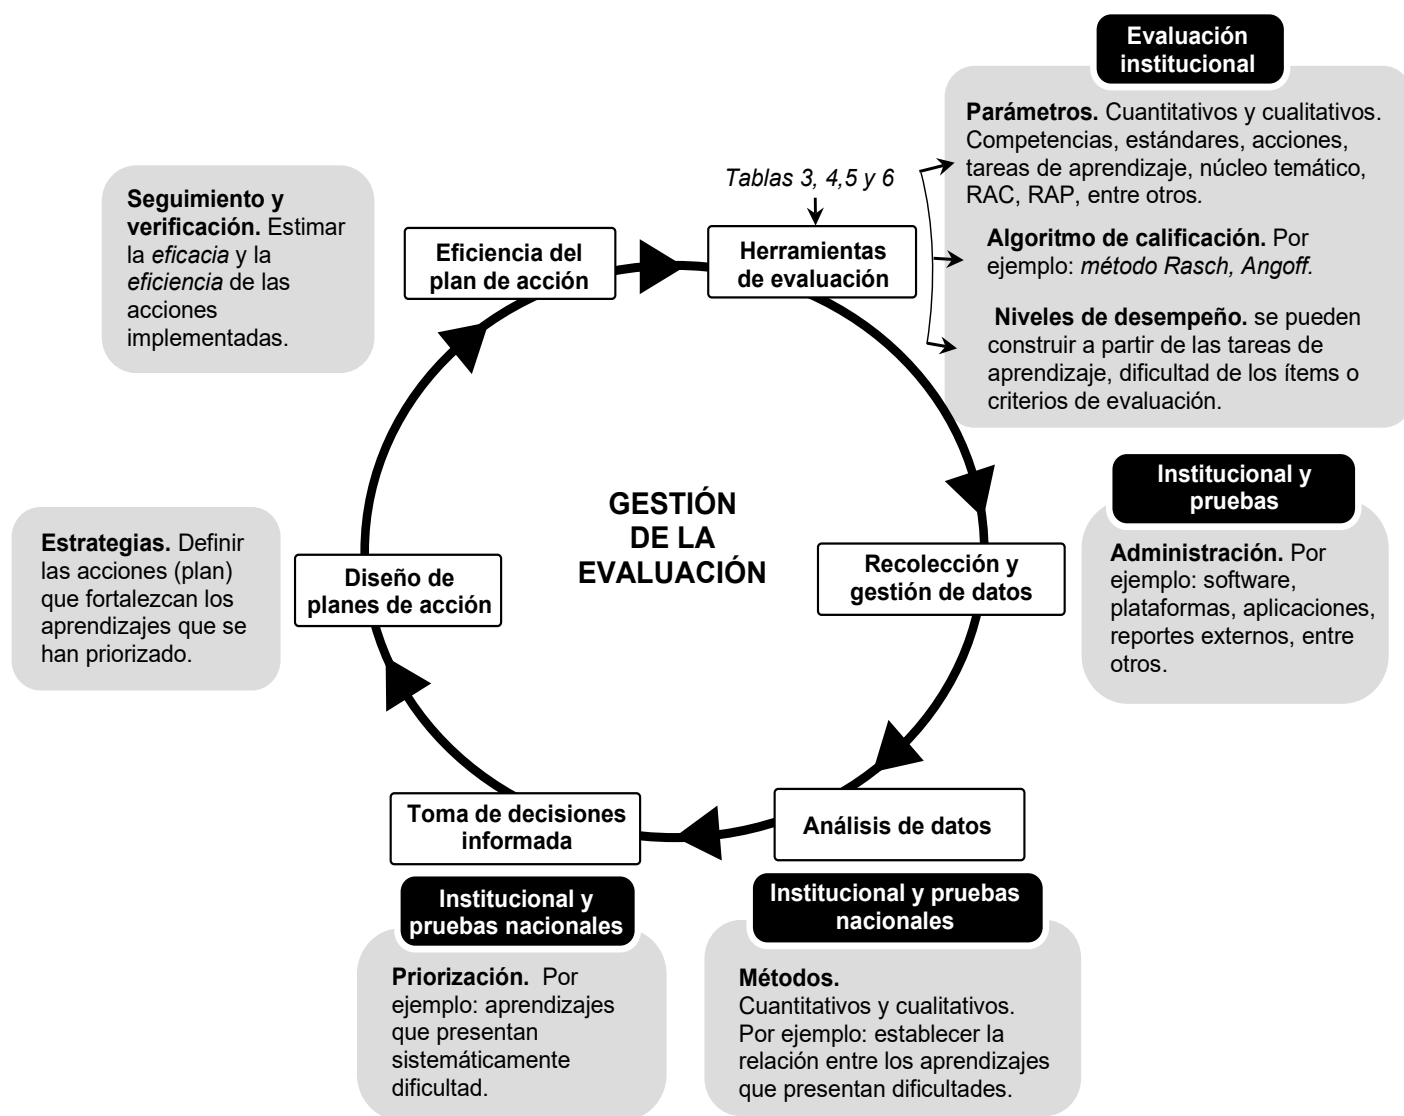 Evaluación
institucional
Parámetros. Cuantitativos y cualitativos.
Competencias, estándares, acciones,
tareas de aprendizaje, núcleo temático,
RAC, RAP, entre otros.
Algoritmo de calificación. Por
ejemplo: método Rasch, Angoff.
Niveles de desempeño. se pueden
construir a partir de las tareas de
aprendizaje, dificultad de los ítems o
criterios de evaluación.
Tablas 3, 4,5 y 6
Herramientas
de evaluación
Eficiencia del
plan de acción
Seguimiento y
verificación. Estimar
la eficacia y la
eficiencia de las
acciones
implementadas.
GESTIÓN
DE LA
EVALUACIÓN
Institucional y
pruebas
Administración. Por
ejemplo: software,
plataformas, aplicaciones,
reportes externos, entre
otros.
Recolección y
gestión de datos
Diseño de
planes de acción
Estrategias. Definir
las acciones (plan)
que fortalezcan los
aprendizajes que se
han priorizado.
Toma de decisiones
informada
Análisis de datos
Institucional y
pruebas nacionales
Priorización. Por
ejemplo: aprendizajes
que presentan
sistemáticamente
dificultad.
Institucional y pruebas
nacionales
Métodos.
Cuantitativos y cualitativos.
Por ejemplo: establecer la
relación entre los aprendizajes
que presentan dificultades.